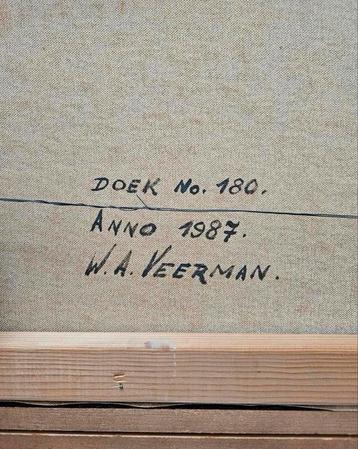 DOEK No. 180.
ANNO 1987.
W.A. VEERMAN.